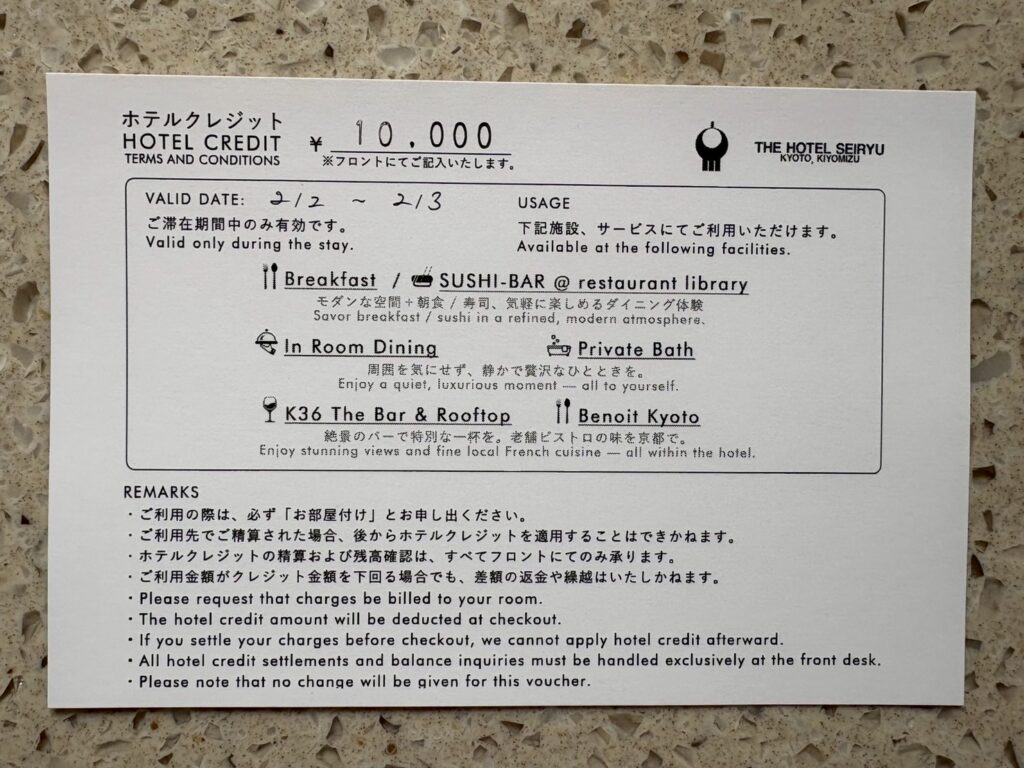 ホテルクレジット
HOTEL CREDIT
TERMS AND CONDITIONS
¥ 10,000
※フロントにてご記入いたします。
THE HOTEL SEIRYU
KYOTO, KIYOMIZU
VALID DATE: 2/2 ~ 2/3
ご滞在期間中のみ有効です。
Valid only during the stay.
USAGE
下記施設、サービスにてご利用いただけます。
Available at the following facilities.
Breakfast / SUSHI-BAR @ restaurant library
モダンな空間＋朝食 / 寿司、気軽に楽しめるダイニング体験
Savor breakfast / sushi in a refined, modern atmosphere.
In Room Dining Private Bath
周囲を気にせず、静かで贅沢なひとときを。
Enjoy a quiet, luxurious moment — all to yourself.
K36 The Bar & Rooftop Benoit Kyoto
絶景のバーで特別な一杯を。老舗ビストロの味を京都で。
Enjoy stunning views and fine local French cuisine — all within the hotel.
REMARKS
・ご利用の際は、必ず「お部屋付け」とお申し出ください。
・ご利用先でご精算された場合、後からホテルクレジットを適用することはできかねます。
・ホテルクレジットの精算および残高確認は、すべてフロントにてのみ承ります。
・ご利用金額がクレジット金額を下回る場合でも、差額の返金や繰越はいたしかねます。
・Please request that charges be billed to your room.
・The hotel credit amount will be deducted at checkout.
・If you settle your charges before checkout, we cannot apply hotel credit afterward.
・All hotel credit settlements and balance inquiries must be handled exclusively at the front desk.
・Please note that no change will be given for this voucher.